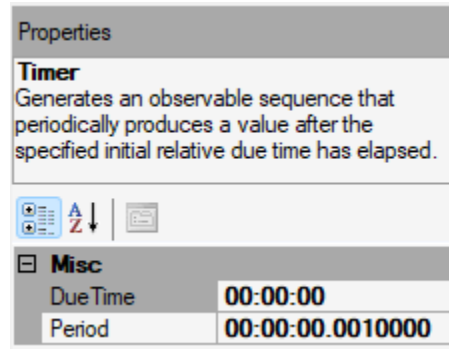 Properties
Timer
Generates an observable sequence that
periodically produces a value after the
specified initial relative due time has elapsed.
A
Z
Misc
DueTime 00:00:00
Period 00:00:00.0010000